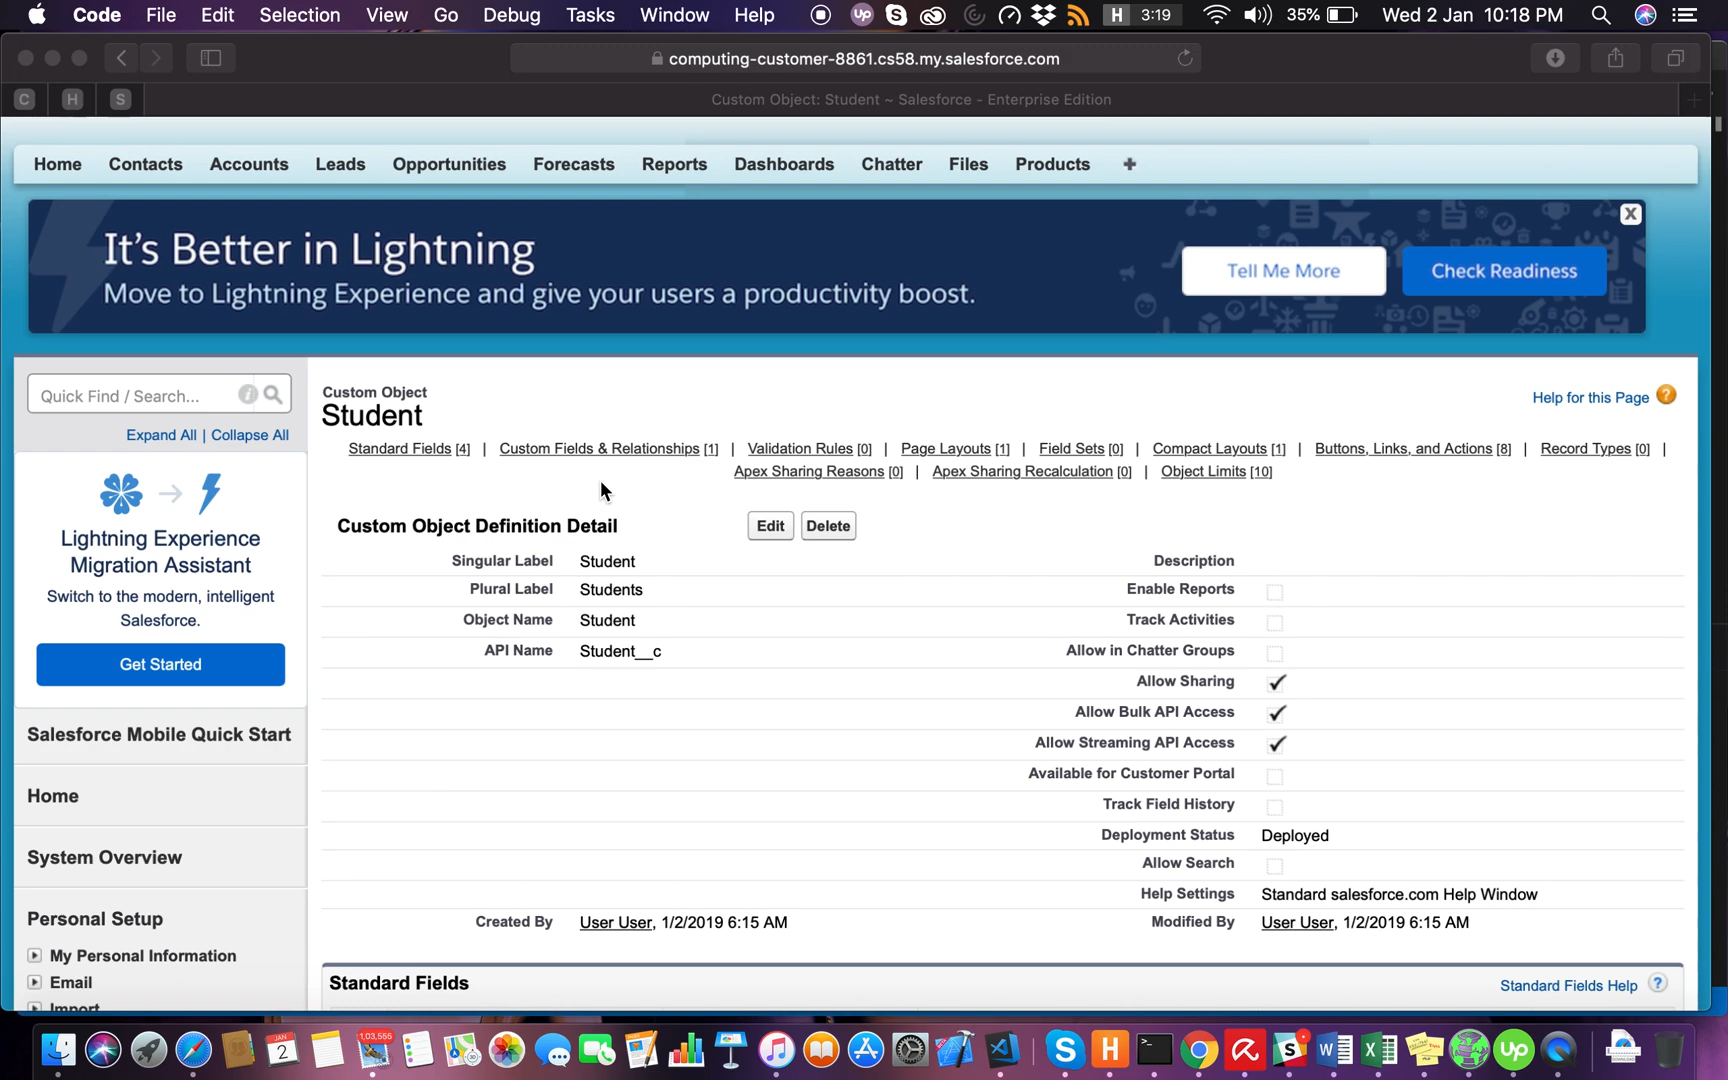 Code File Edit Selection View Go Debug Tasks Window Help Up S H 3:19 35% Wed 2 Jan 10:18 PM
computing-customer-8861.cs58.my.salesforce.com
C H S Custom Object: Student ~ Salesforce - Enterprise Edition
Home Contacts Accounts Leads Opportunities Forecasts Reports Dashboards Chatter Files Products +
It's Better in Lightning
Move to Lightning Experience and give your users a productivity boost.
Tell Me More Check Readiness X
Quick Find / Search... i
Expand All | Collapse All
Lightning Experience
Migration Assistant
Switch to the modern, intelligent
Salesforce.
Get Started
Salesforce Mobile Quick Start
Home
System Overview
Personal Setup
My Personal Information
Email
Import
Custom Object
Student
Help for this Page ?
Standard Fields [4] | Custom Fields & Relationships [1] | Validation Rules [0] | Page Layouts [1] | Field Sets [0] | Compact Layouts [1] | Buttons, Links, and Actions [8] | Record Types [0] |
Apex Sharing Reasons [0] | Apex Sharing Recalculation [0] | Object Limits [10]
Custom Object Definition Detail Edit Delete
Singular Label Student Description
Plural Label Students Enable Reports
Object Name Student Track Activities
API Name Student__c Allow in Chatter Groups
Allow Sharing ✓
Allow Bulk API Access ✓
Allow Streaming API Access ✓
Available for Customer Portal
Track Field History
Deployment Status Deployed
Allow Search
Help Settings Standard salesforce.com Help Window
Created By User User, 1/2/2019 6:15 AM Modified By User User, 1/2/2019 6:15 AM
Standard Fields Standard Fields Help ?
JAN
2
1,03,555
S H W X Up